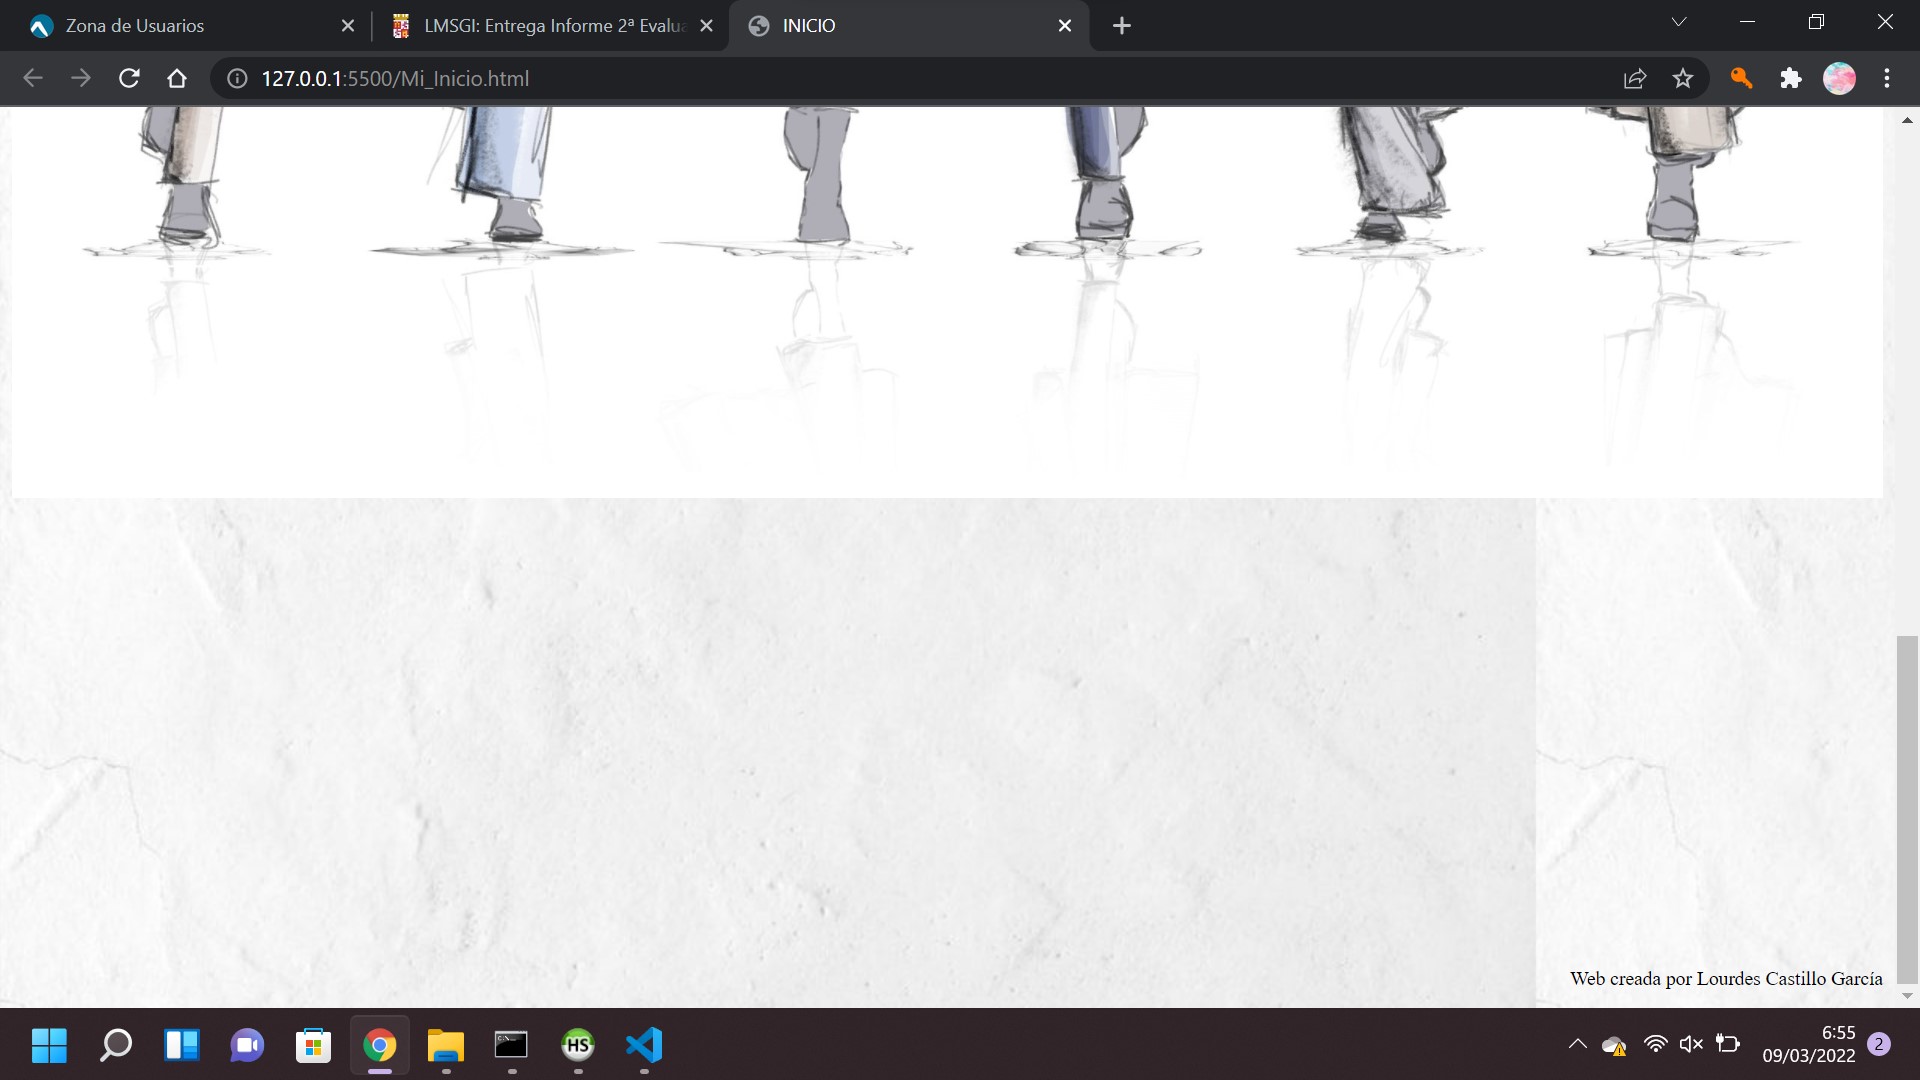 Zona de Usuarios
LMSGI: Entrega Informe 2ª Evalua
INICIO
127.0.0.1:5500/Mi_Inicio.html
Web creada por Lourdes Castillo García
HS
6:55
09/03/2022
2